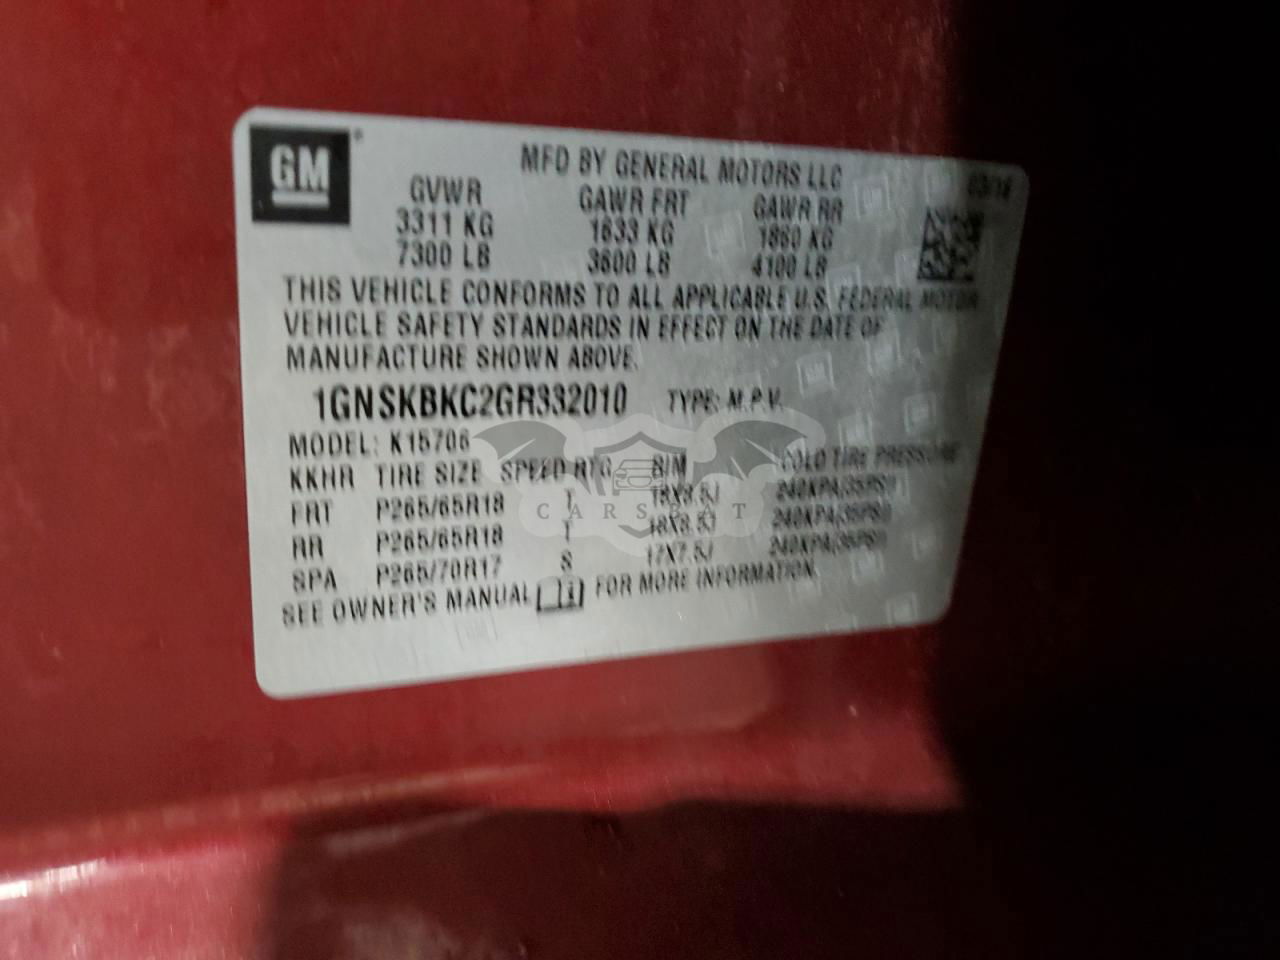 GM
MFD BY GENERAL MOTORS LLC 03/16
GVWR GAWR FRT GAWR RR
3311 KG 1633 KG 1860 KG
7300 LB 3600 LB 4100 LB
THIS VEHICLE CONFORMS TO ALL APPLICABLE U.S. FEDERAL MOTOR
VEHICLE SAFETY STANDARDS IN EFFECT ON THE DATE OF
MANUFACTURE SHOWN ABOVE.
1GNSKBKC2GR332010 TYPE: M.P.V.
MODEL: K15706
KKHR TIRE SIZE SPEED RTG RIM COLD TIRE PRESSURE
FRT P265/65R18 T 18X8.5J 240KPA(35PSI)
RR P265/65R18 T 18X8.5J 240KPA(35PSI)
SPA P265/70R17 S 17X7.5J 240KPA(35PSI)
SEE OWNER'S MANUAL FOR MORE INFORMATION.
CARSBAT